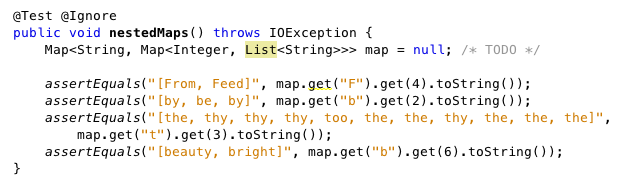 @Test @Ignore
public void nestedMaps() throws IOException {
    Map<String, Map<Integer, List<String>>> map = null; /* TODO */
    assertEquals("[From, Feed]", map.get("F").get(4).toString());
    assertEquals("[by, be, by]", map.get("b").get(2).toString());
    assertEquals("[the, thy, thy, thy, too, the, the, thy, the, the, the]",
        map.get("t").get(3).toString());
    assertEquals("[beauty, bright]", map.get("b").get(6).toString());
}